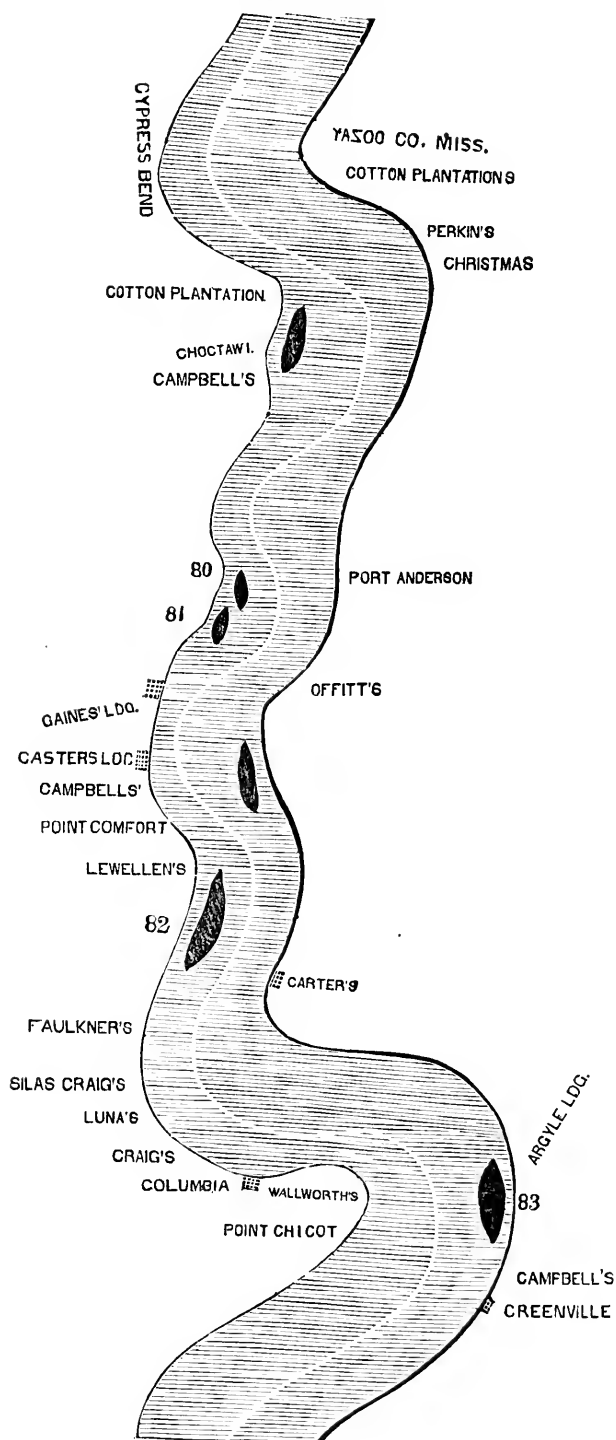 CYPRESS BEND
YAZOO CO. MISS.
COTTON PLANTATIONS
PERKIN'S
CHRISTMAS
COTTON PLANTATION.
CHOCTAW I.
CAMPBELL'S
80
PORT ANDERSON
81
OFFITT'S
GAINES' LDG.
CASTERS LDG
CAMPBELLS'
POINT COMFORT
LEWELLEN'S
82
CARTER'S
FAULKNER'S
SILAS CRAIG'S
LUNA'S
ARGYLE LDG.
CRAIG'S
COLUMBIA
WALLWORTH'S
83
POINT CHICOT
CAMFBELL'S
CREENVILLE